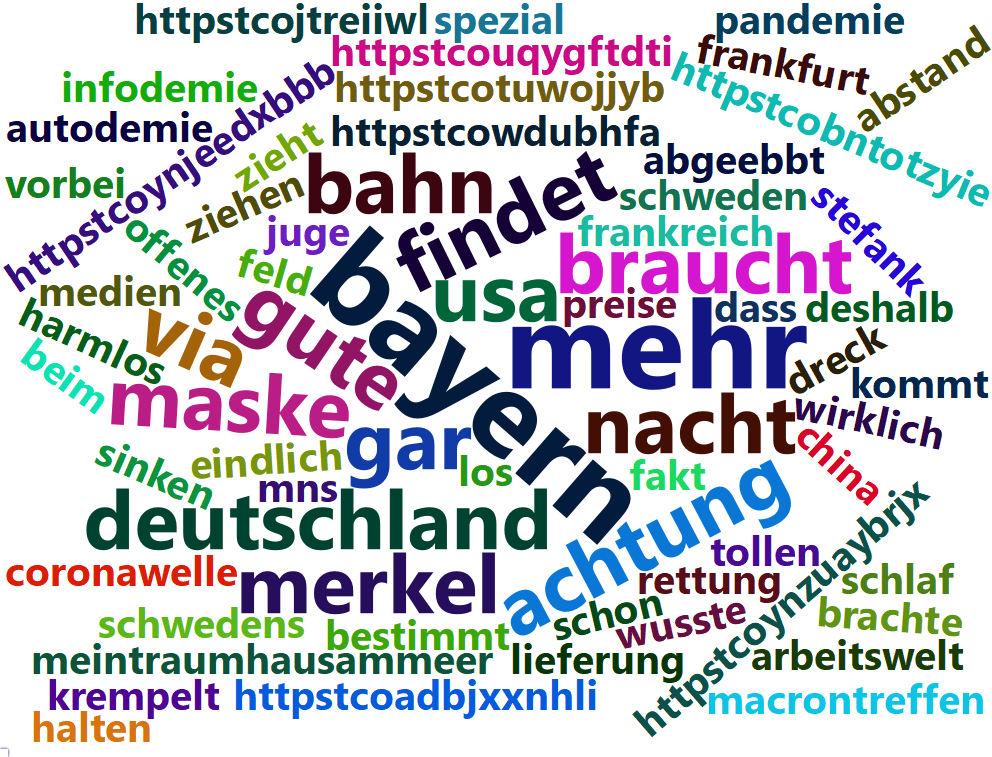 httpstcojtreiiwl
spezial
pandemie
httpstcouqygftdti
frankfurt
abstand
infodemie
httpstcotuwojjyb
httpstcobntotzyie
autodemie
httpstcoynjeedxbbb
zieht
httpstcowdubhfa
abgeebbt
vorbei
ziehen
bahn
findet
schweden
stefank
offenes
juge
frankreich
feld
bayern
braucht
medien
usa
preise
dass
deshalb
harmlos
via
gute
mehr
dreck
beim
maske
kommt
nacht
wirklich
gar
china
sinken
eindlich
los
fakt
mns
deutschland
achtung
httpstcoynzuaybrjx
tollen
coronawelle
merkel
rettung
schlaf
schon
wusste
brachte
schwedens
bestimmt
meintraumhausammeer
lieferung
arbeitswelt
krempelt
httpstcoadbjxxnhli
macrontreffen
halten